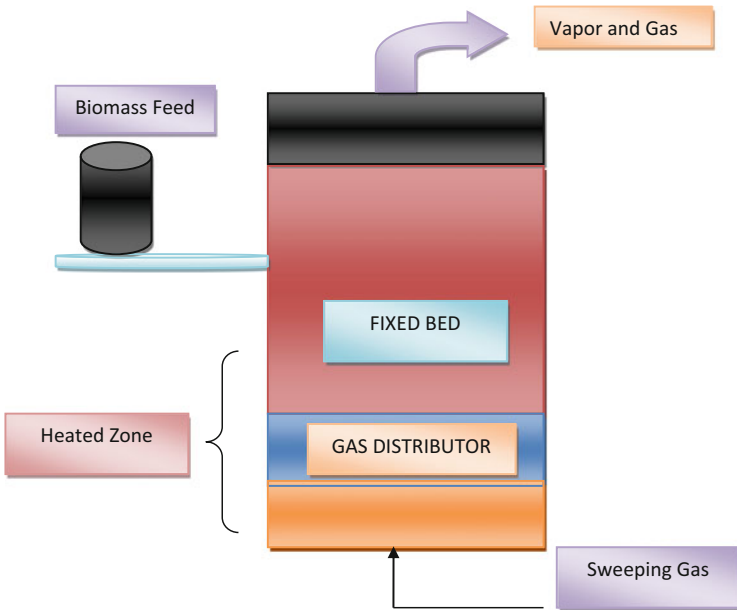 Vapor and Gas
Biomass Feed
FIXED BED
Heated Zone
GAS DISTRIBUTOR
Sweeping Gas